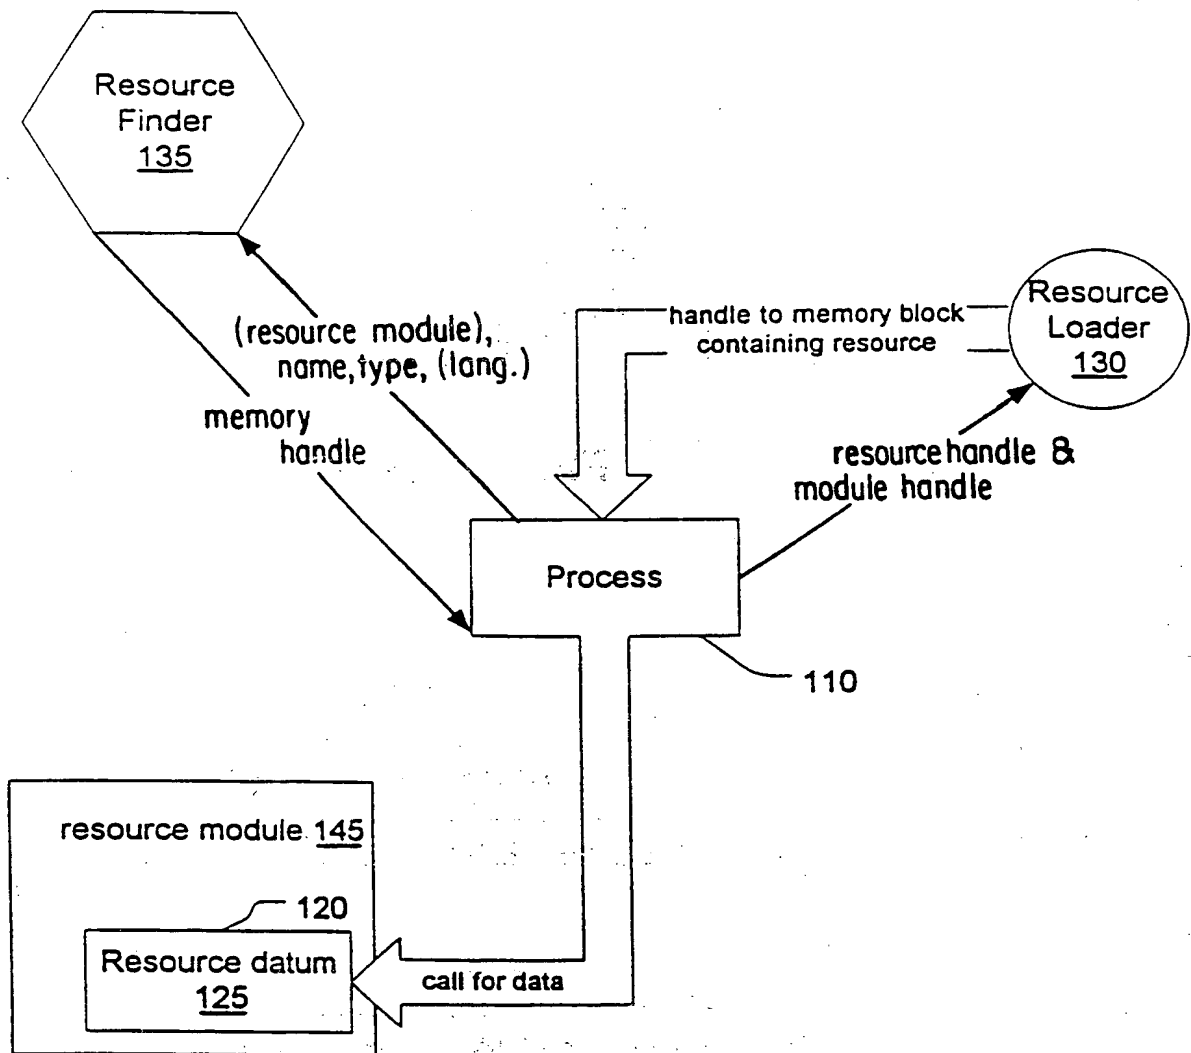 Resource
Finder
135
(resource module),
name, type, (lang.)
memory
handle
handle to memory block
containing resource
Resource
Loader
130
resource handle &
module handle
Process
110
resource module 145
120
Resource datum
125
call for data